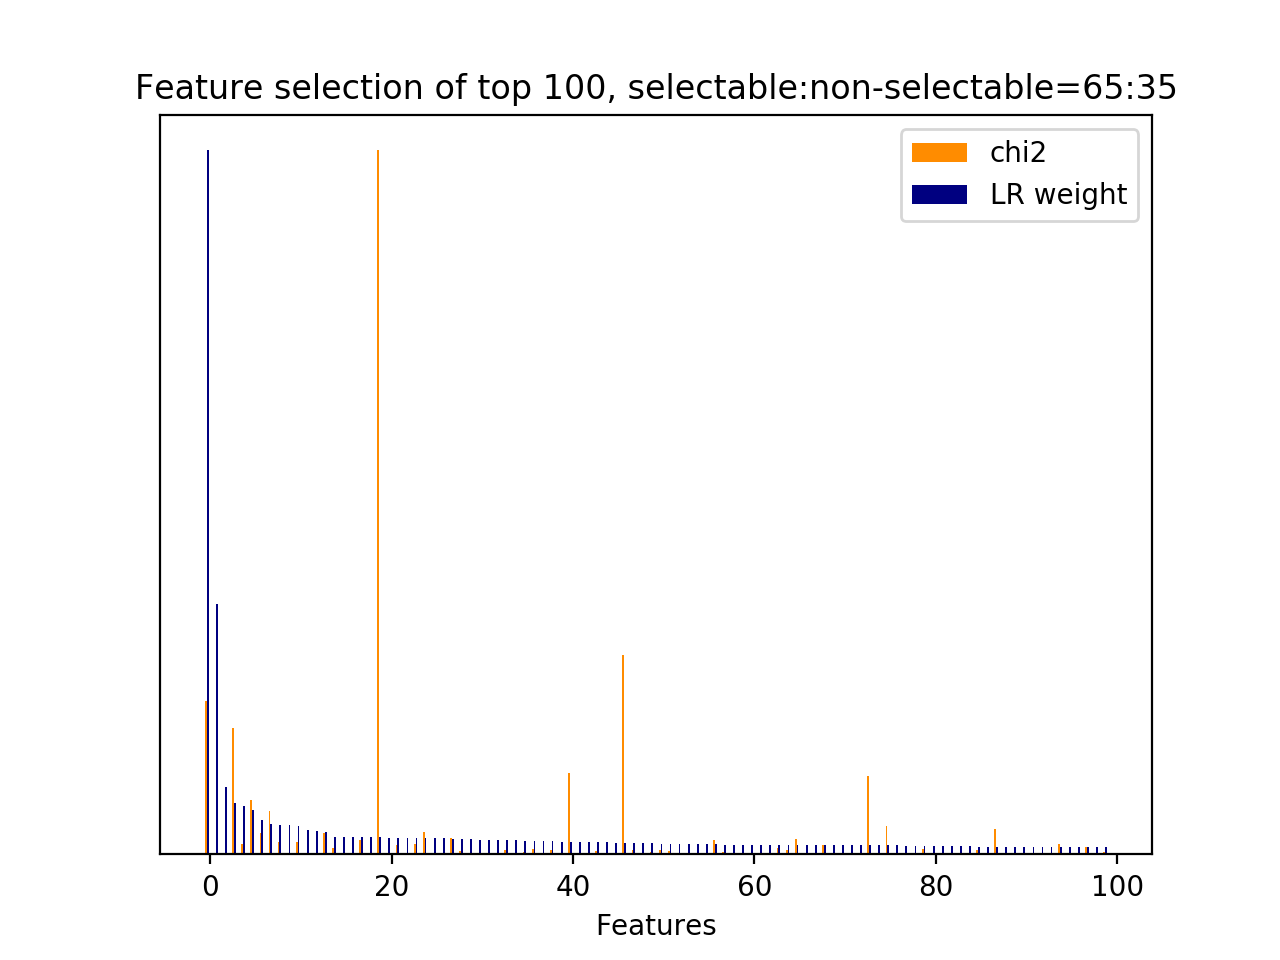 Feature selection of top 100, selectable:non-selectable=65:35
chi2
LR weight
0 20 40 60 80 100
Features